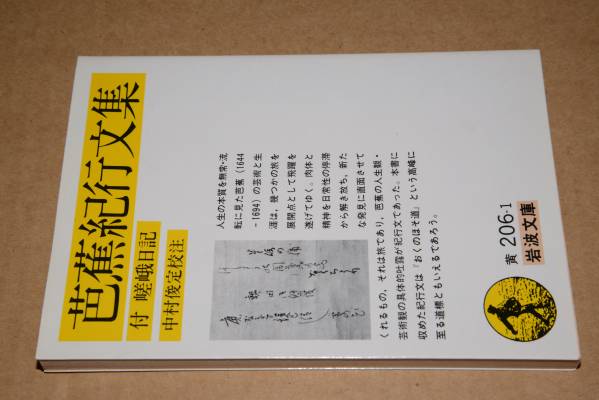 芭蕉紀行文集
付 嵯峨日記
中村俊定校注
人生の本質を無常・流
転に見た芭蕉（1644
-1694）の芸術と生
涯は，幾つかの旅を
展開点として飛躍を
遂げてゆく。肉体と
精神を日常性の停滞
から解き放ち，新た
な発見に直面させて
くれるもの，それは旅であり，芭蕉の人生観・
芸術観の具体的吐露が紀行文であった。本書に
収めた紀行文は『おくのほそ道』という高峰に
至る道標ともいえるであろう。
黄 206-1
岩波文庫